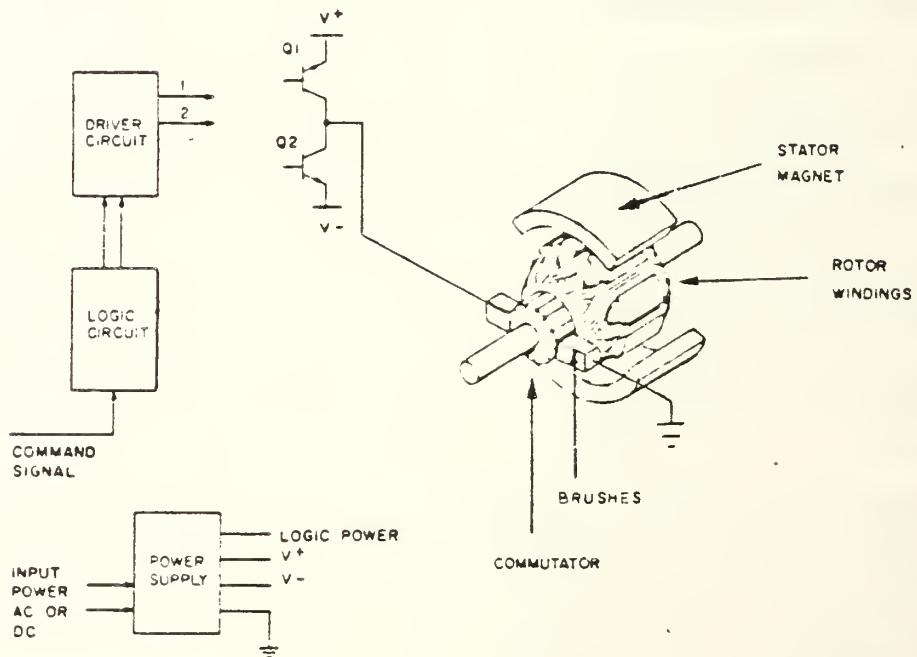 V+
Q1
1
2
DRIVER
CIRCUIT
Q2
V-
STATOR
MAGNET
ROTOR
WINDINGS
LOGIC
CIRCUIT
COMMAND
SIGNAL
BRUSHES
COMMUTATOR
LOGIC POWER
V+
V-
POWER
SUPPLY
INPUT
POWER
AC OR
DC